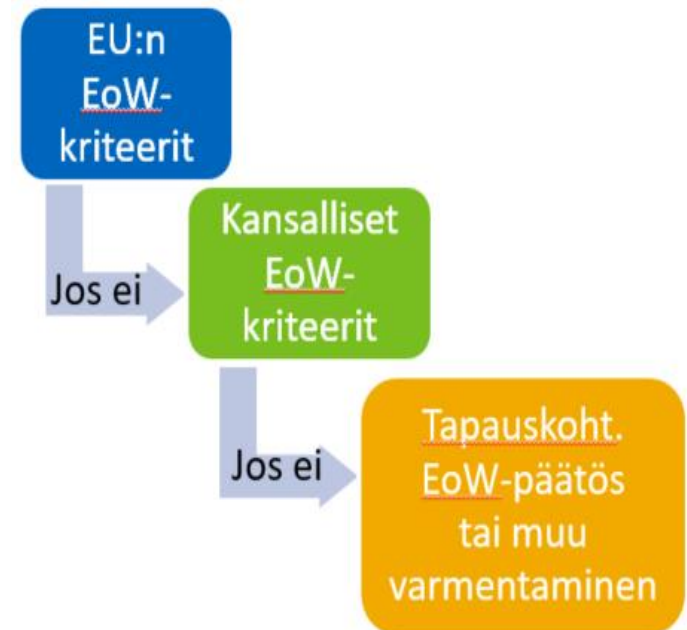 EU:n
EoW-
kriteerit
Jos ei
Kansalliset
EoW-
kriteerit
Jos ei
Tapauskoht.
EoW-päätös
tai muu
varmentaminen